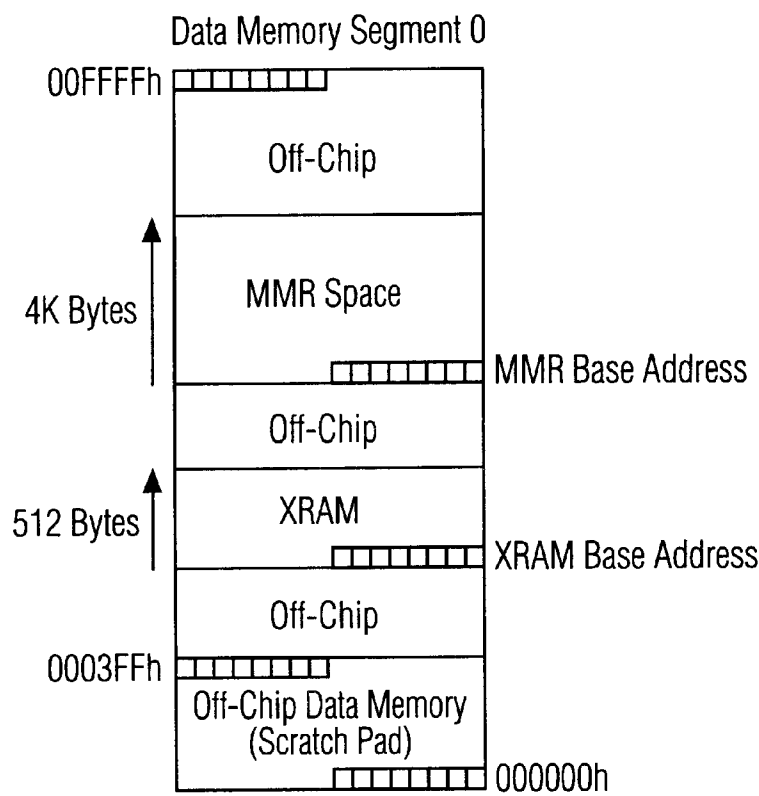 Data Memory Segment 0
00FFFFh
Off-Chip
4K Bytes
MMR Space
MMR Base Address
Off-Chip
512 Bytes
XRAM
XRAM Base Address
Off-Chip
0003FFh
Off-Chip Data Memory
(Scratch Pad)
000000h